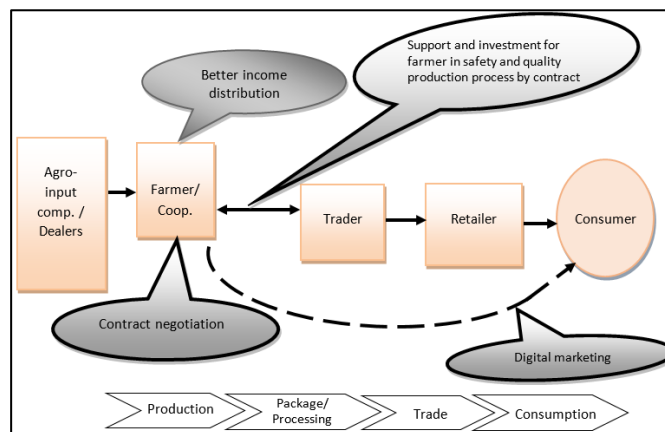 Support and investment for
farmer in safety and quality
production process by contract
Better income
distribution
Agro-
input
comp. /
Dealers
Farmer/
Coop.
Trader
Retailer
Consumer
Contract negotiation
Digital marketing
Production
Package/
Processing
Trade
Consumption